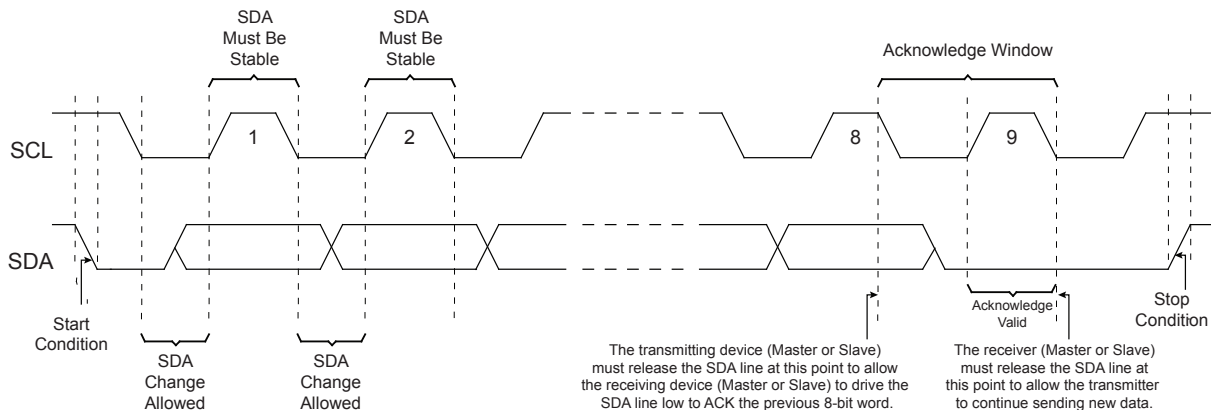 SDA
Must Be
Stable
SDA
Must Be
Stable
Acknowledge Window
SCL
1
2
8
9
SDA
Start
Condition
SDA
Change
Allowed
SDA
Change
Allowed
Acknowledge
Valid
Stop
Condition
The transmitting device (Master or Slave)
must release the SDA line at this point to allow
the receiving device (Master or Slave) to drive the
SDA line low to ACK the previous 8-bit word.
The receiver (Master or Slave)
must release the SDA line at
this point to allow the transmitter
to continue sending new data.